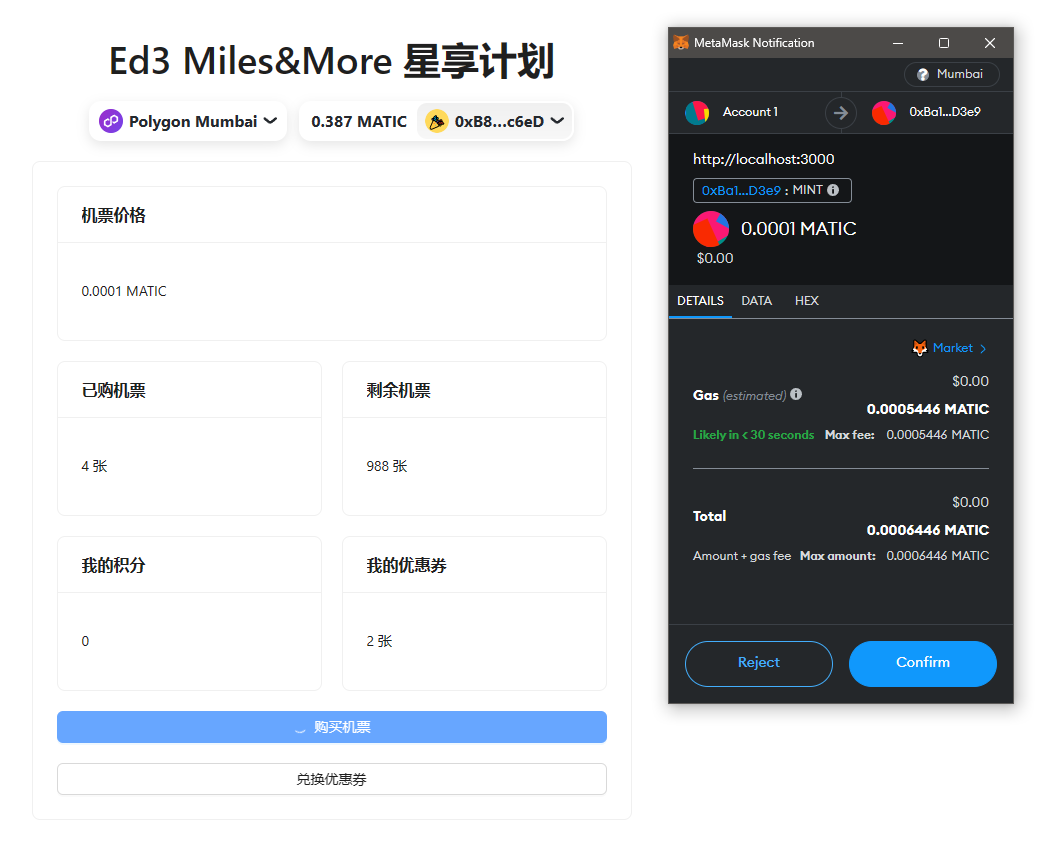 Ed3 Miles&More 星享计划
Polygon Mumbai
0.387 MATIC
0xB8...c6eD
机票价格
0.0001 MATIC
已购机票
剩余机票
4 张
988 张
我的积分
我的优惠券
0
2 张
购买机票
兑换优惠券
MetaMask Notification
Mumbai
Account 1
0xBa1...D3e9
http://localhost:3000
0xBa1...D3e9 : MINT
0.0001 MATIC
$0.00
DETAILS DATA HEX
Market >
$0.00
Gas (estimated)
0.0005446 MATIC
Likely in < 30 seconds Max fee: 0.0005446 MATIC
$0.00
Total
0.0006446 MATIC
Amount + gas fee Max amount: 0.0006446 MATIC
Reject
Confirm